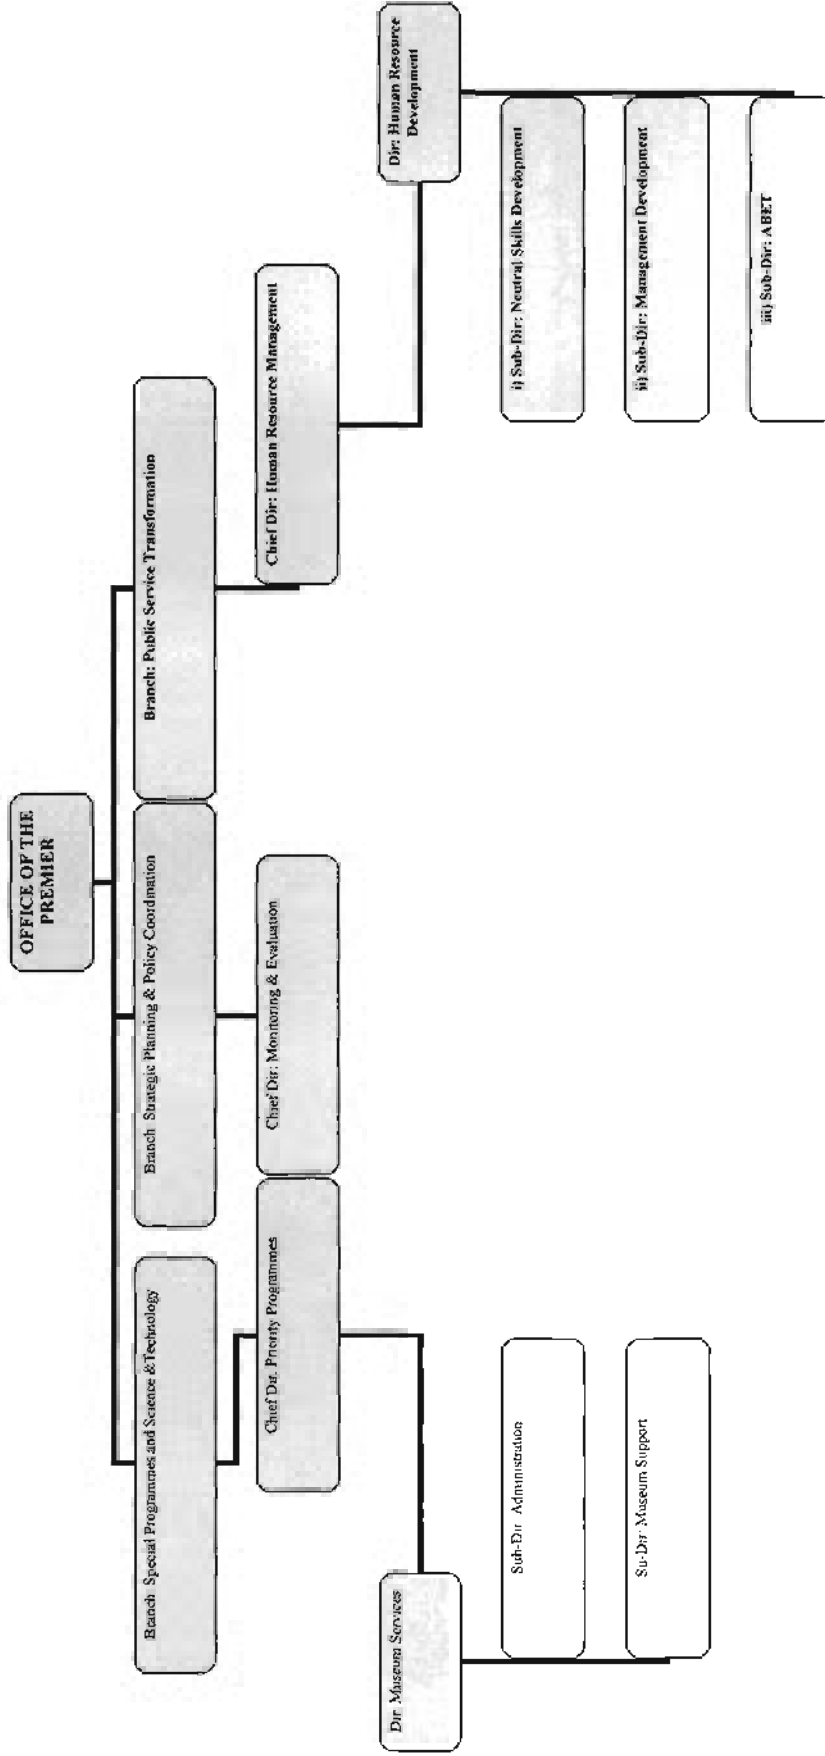 OFFICE OF THE
PREMIER
Branch Special Programmes and Science & Technology
Branch Strategic Planning & Policy Coordination
Branch: Public Service Transformation
Chief Dir. Priority Programmes
Chief Dir: Monitoring & Evaluation
Chief Dir: Human Resource Management
Dir Museum Services
Dir: Human Resource
Development
Sub-Dir Administration
Su-Dir: Museum Support
i) Sub-Dir: Neutral Skills Development
ii) Sub-Dir: Management Development
iii) Sub-Dir: ABET